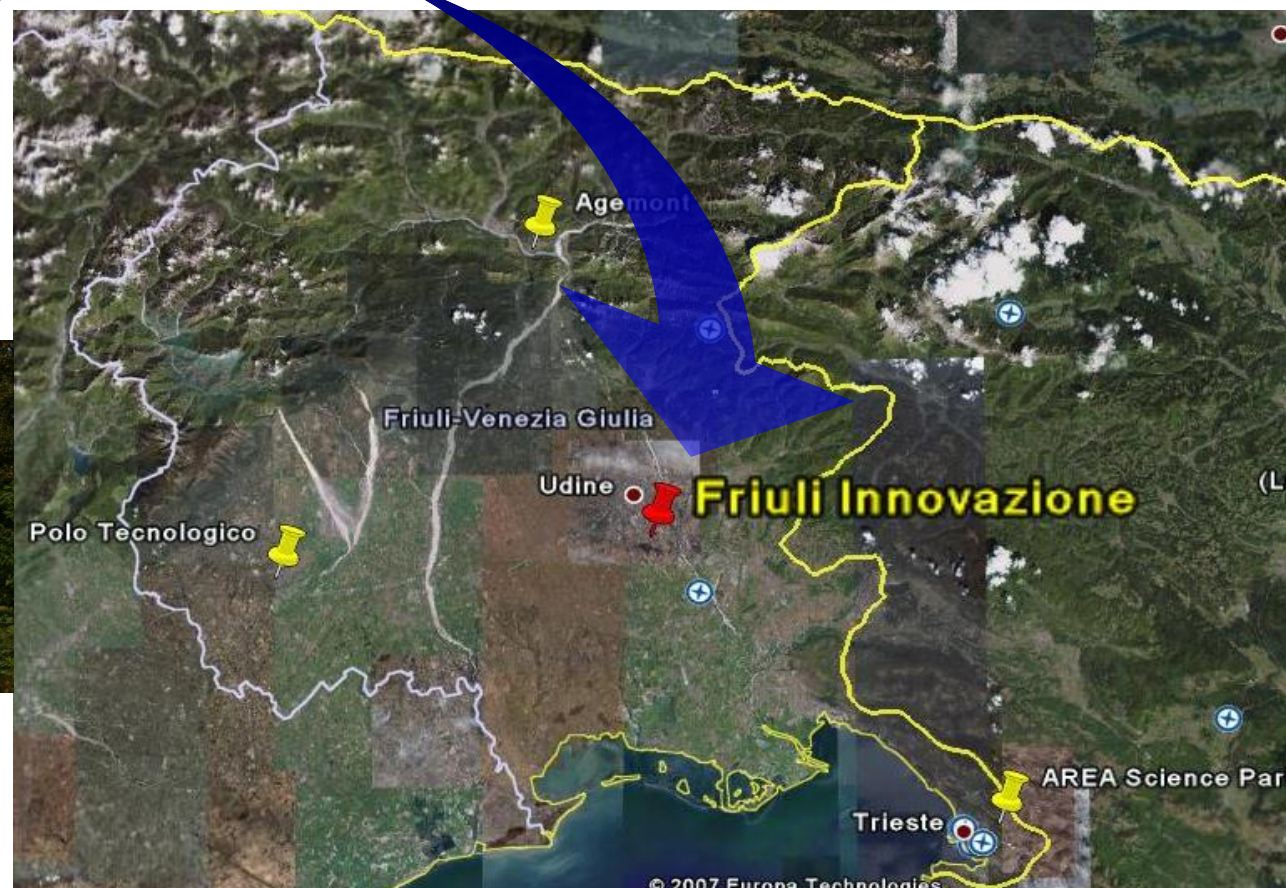 Agemont
Friuli-Venezia Giulia
Udine
Friuli Innovazione
(L
Polo Tecnologico
AREA Science Par
Trieste
© 2007 Europa Technologies